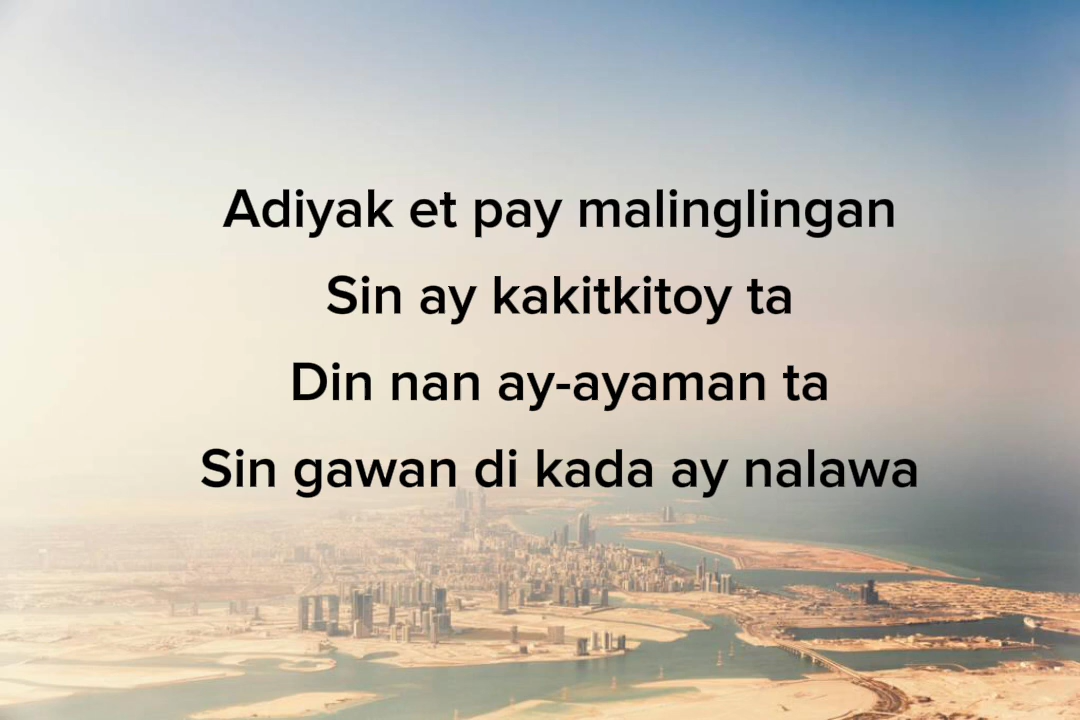 Adiyak et pay malinglingan
Sin ay kakitkitoy ta
Din nan ay-ayaman ta
Sin gawan di kada ay nalawa